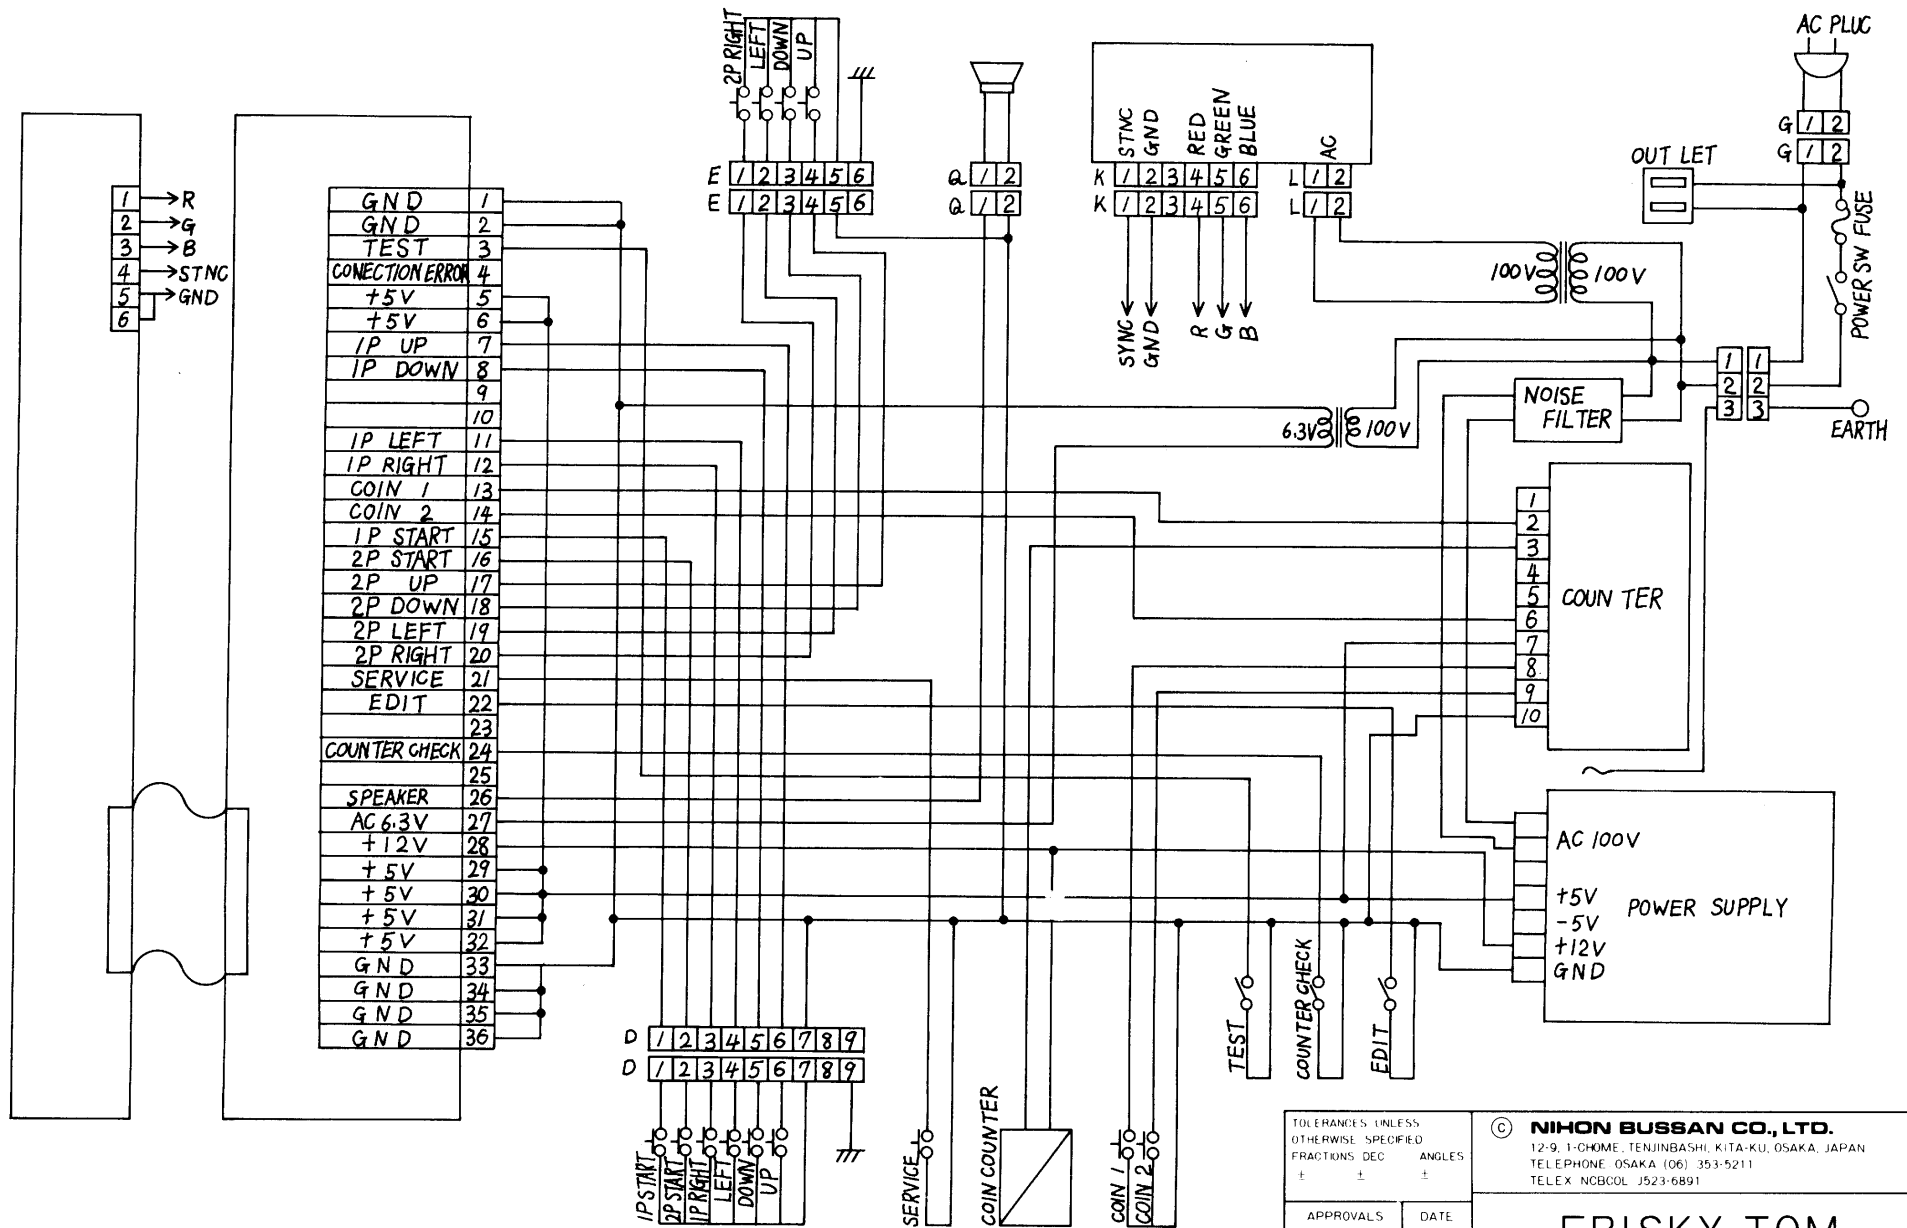 2P RIGHT
LEFT
DOWN
UP
AC PLUG
G 1 2
G 1 2
OUT LET
POWER SW FUSE
STNC
GND
RED
GREEN
BLUE
AC
E 1 2 3 4 5 6
E 1 2 3 4 5 6
Q 1 2
Q 1 2
K 1 2 3 4 5 6
K 1 2 3 4 5 6
L 1 2
L 1 2
SYNC
GND
R
G
B
100V
100V
1 R
2 G
3 B
4 STNC
5 GND
6
GND 1
GND 2
TEST 3
CONECTION ERROR 4
+5V 5
+5V 6
1P UP 7
1P DOWN 8
9
10
1P LEFT 11
1P RIGHT 12
COIN 1 13
COIN 2 14
1P START 15
2P START 16
2P UP 17
2P DOWN 18
2P LEFT 19
2P RIGHT 20
SERVICE 21
EDIT 22
23
COUNTER CHECK 24
25
SPEAKER 26
AC 6.3V 27
+12V 28
+5V 29
+5V 30
+5V 31
+5V 32
GND 33
GND 34
GND 35
GND 36
6.3V
100V
NOISE
FILTER
1 1
2 2
3 3
EARTH
1
2
3
4
5
6
7
8
9
10
COUNTER
AC 100V
+5V
-5V
+12V
GND
POWER SUPPLY
D 1 2 3 4 5 6 7 8 9
D 1 2 3 4 5 6 7 8 9
1P START
2P START
1P RIGHT
LEFT
DOWN
UP
SERVICE
COIN COUNTER
COIN 1
COIN 2
TEST
COUNTER CHECK
EDIT
TOLERANCES UNLESS
OTHERWISE SPECIFIED
FRACTIONS DEC ANGLES
± ± ±
APPROVALS DATE
© NIHON BUSSAN CO., LTD.
12-9, 1-CHOME, TENJINBASHI, KITA-KU, OSAKA, JAPAN
TELEPHONE OSAKA (06) 353-5211
TELEX NCBCOL J523-6891
FRISKY TOM